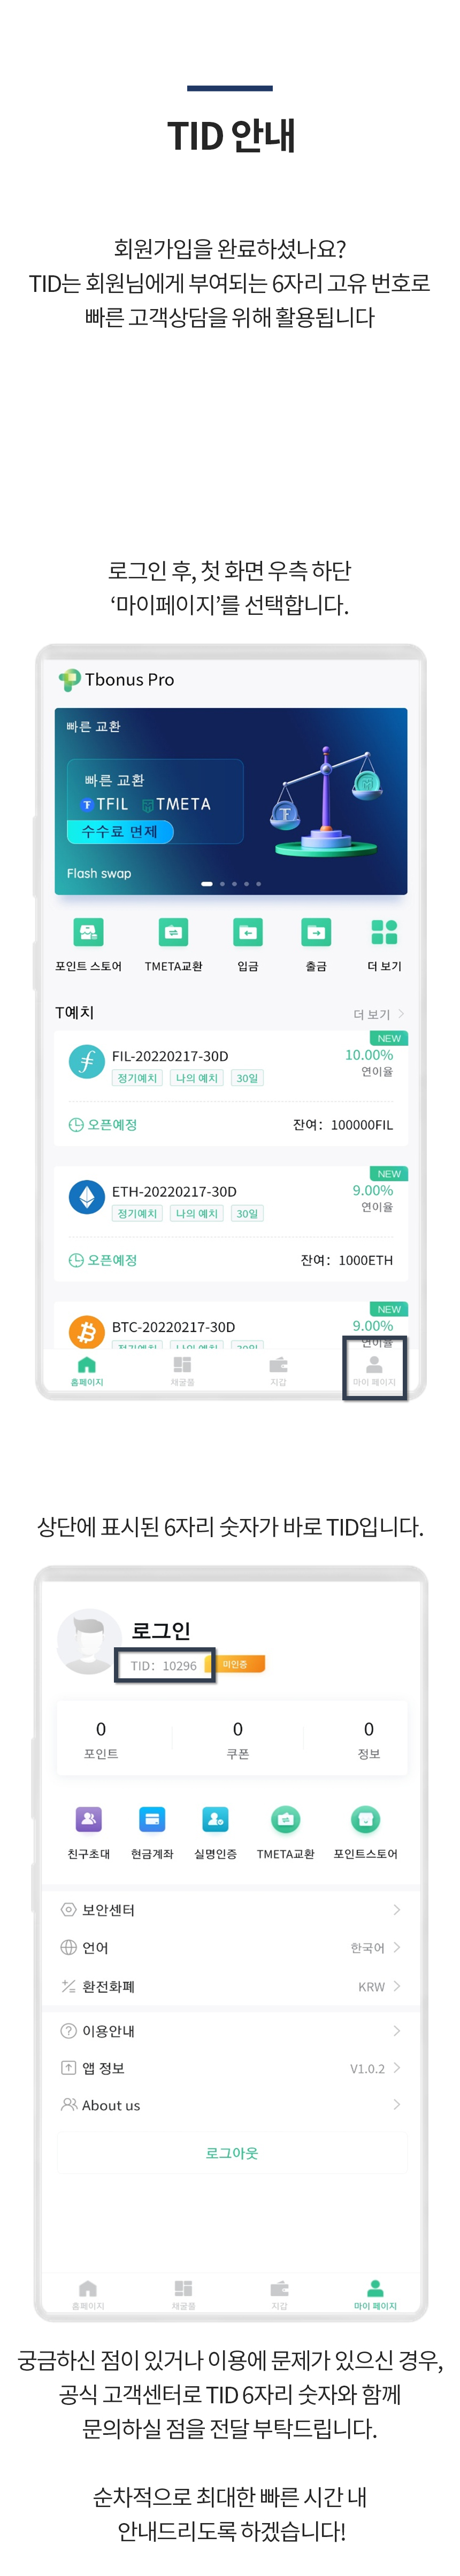 TID 안내
회원가입을 완료하셨나요?
TID는 회원님에게 부여되는 6자리 고유 번호로
빠른 고객상담을 위해 활용됩니다
로그인 후, 첫 화면 우측 하단
‘마이페이지’를 선택합니다.
Tbonus Pro
빠른 교환
빠른 교환
TFIL TMETA
수수료 면제
Flash swap
포인트 스토어 TMETA교환 입금 출금 더 보기
T예치 더 보기
NEW
FIL-20220217-30D 10.00%
정기예치 나의 예치 30일 연이율
오픈예정 잔여: 100000FIL
NEW
ETH-20220217-30D 9.00%
정기예치 나의 예치 30일 연이율
오픈예정 잔여: 1000ETH
NEW
BTC-20220217-30D 9.00%
정기예치 나의 예치 30일 연이율
홈페이지 채굴풀 지갑 마이 페이지
상단에 표시된 6자리 숫자가 바로 TID입니다.
로그인
TID: 10296 미인증
0 0 0
포인트 쿠폰 정보
친구초대 현금계좌 실명인증 TMETA교환 포인트스토어
보안센터
언어 한국어
환전화폐 KRW
이용안내
앱 정보 V1.0.2
About us
로그아웃
홈페이지 채굴풀 지갑 마이 페이지
궁금하신 점이 있거나 이용에 문제가 있으신 경우,
공식 고객센터로 TID 6자리 숫자와 함께
문의하실 점을 전달 부탁드립니다.
순차적으로 최대한 빠른 시간 내
안내드리도록 하겠습니다!